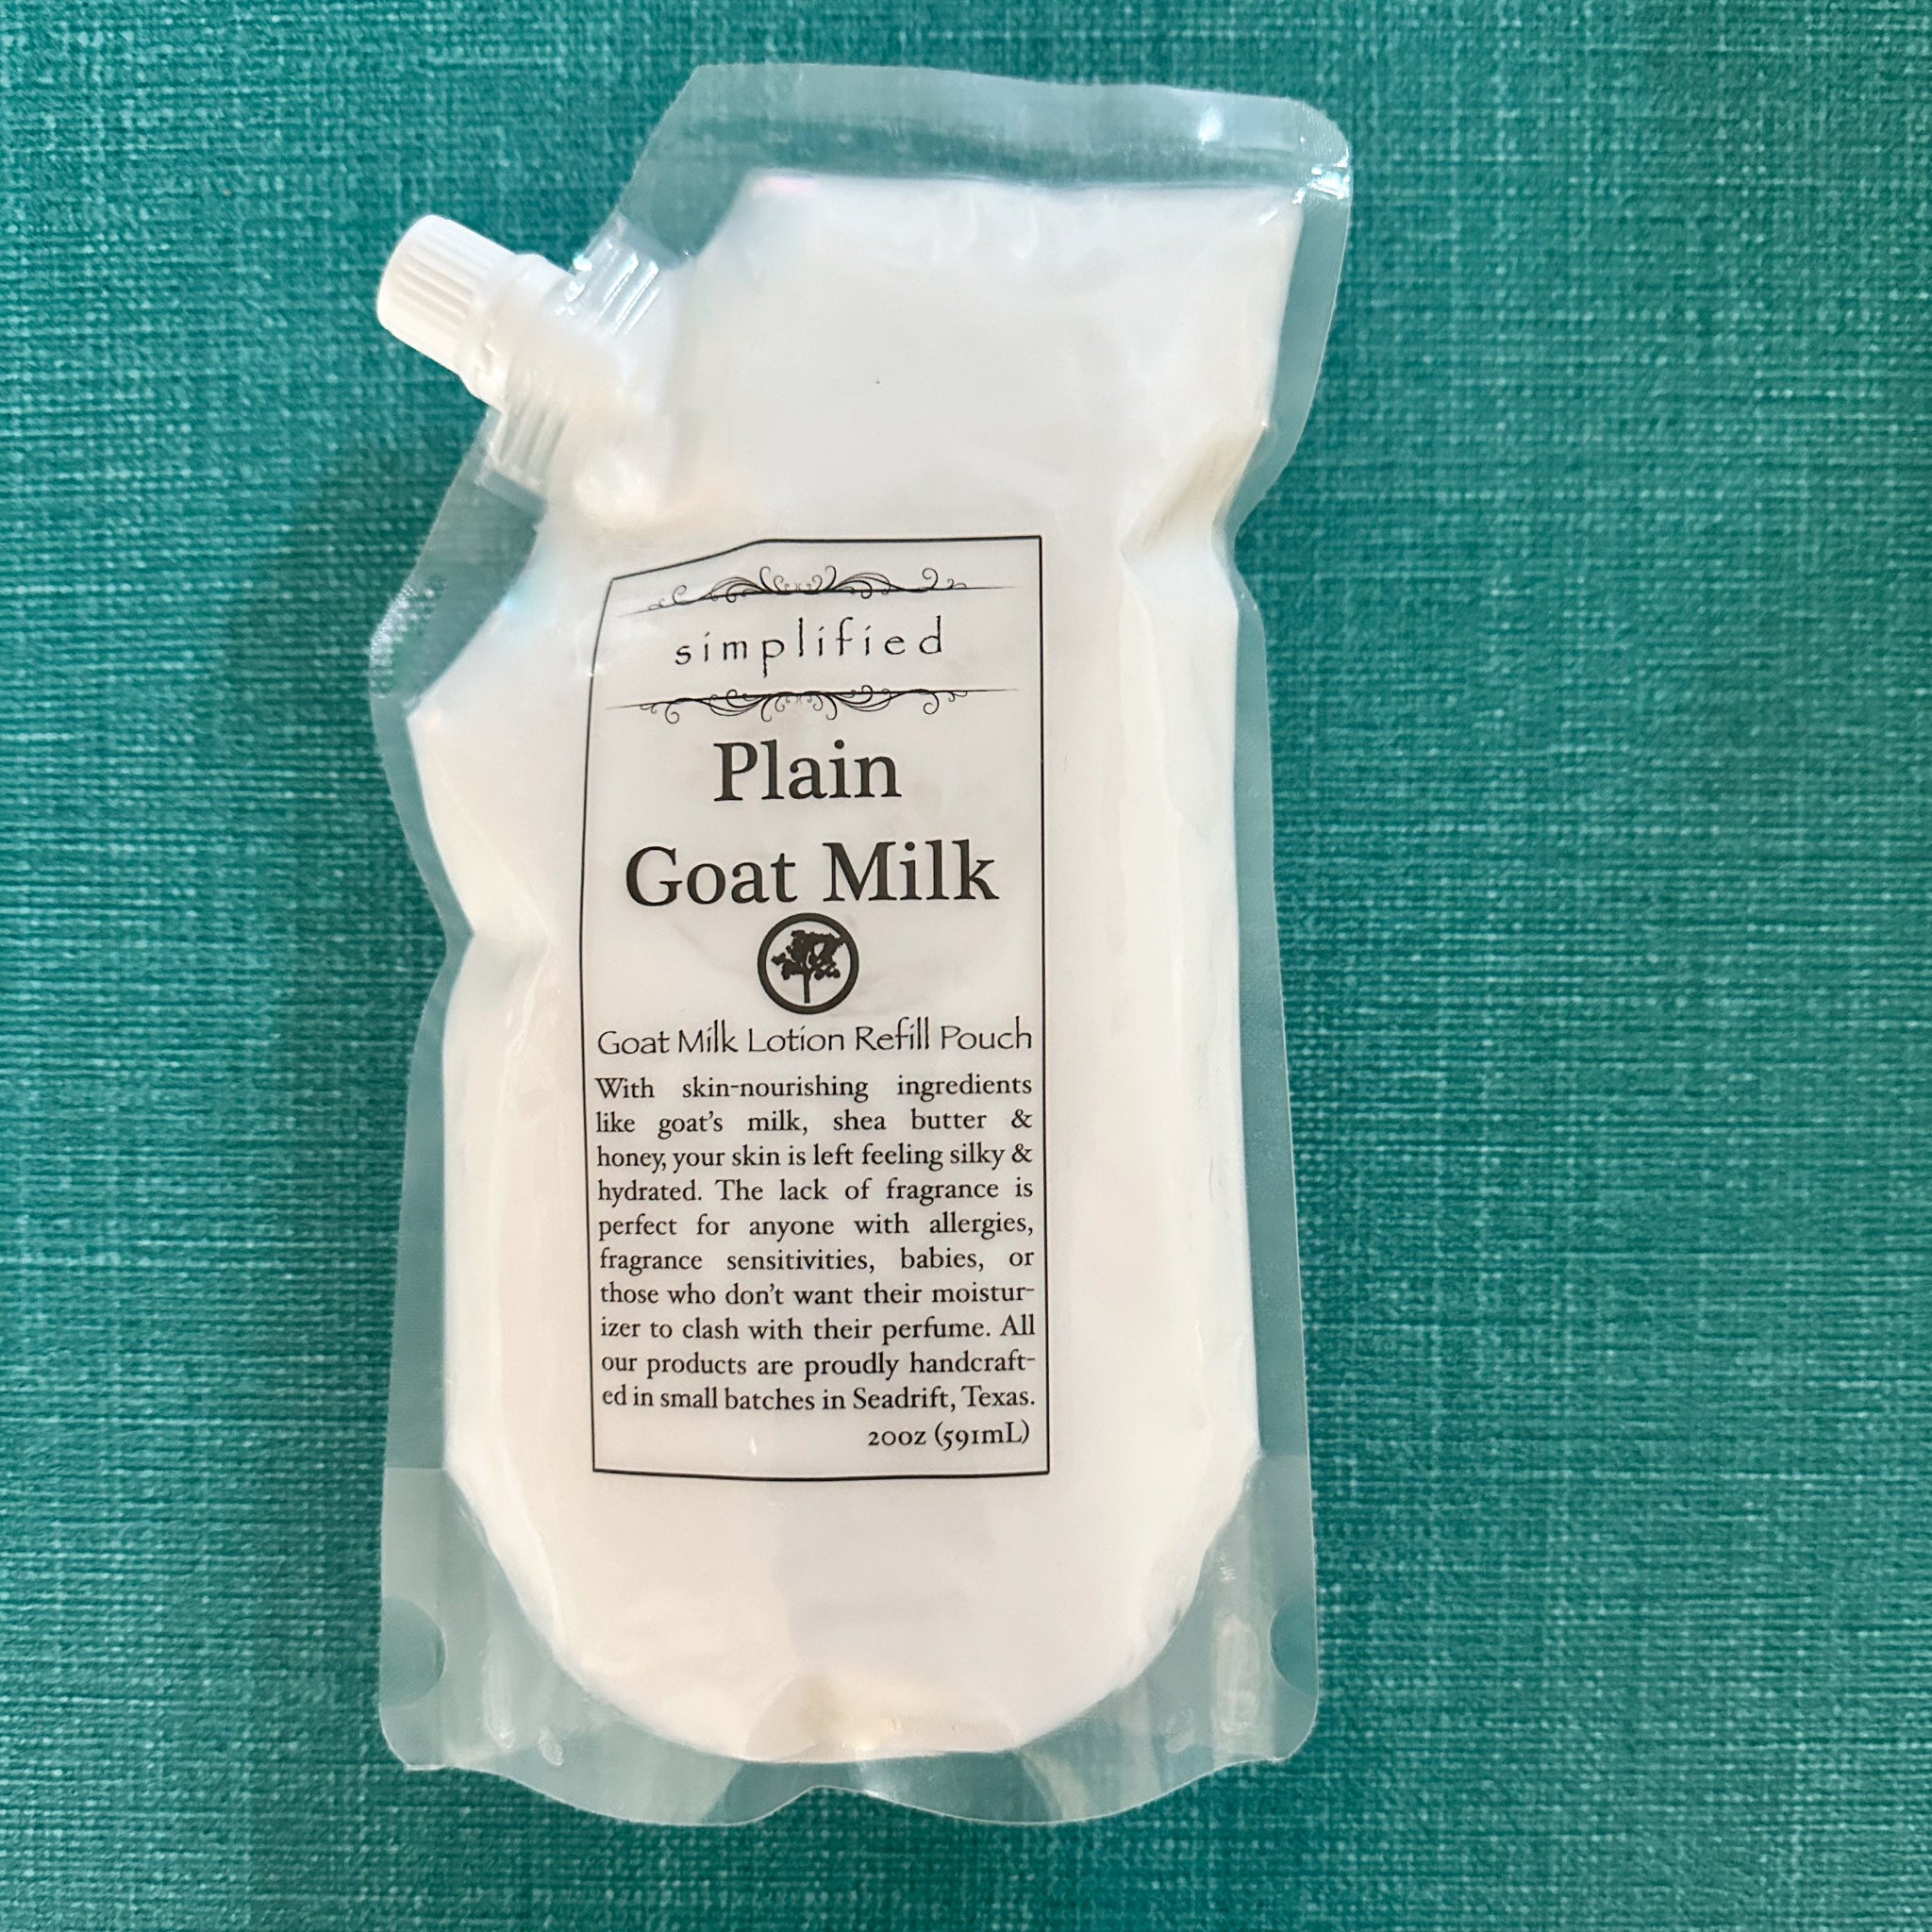 simplified
Plain
Goat Milk
Goat Milk Lotion Refill Pouch
With skin-nourishing ingredients
like goat's milk, shea butter &
honey, your skin is left feeling silky &
hydrated. The lack of fragrance is
perfect for anyone with allergies,
fragrance sensitivities, babies, or
those who don't want their moistur-
izer to clash with their perfume. All
our products are proudly handcraft-
ed in small batches in Seadrift, Texas.
20oz (591mL)